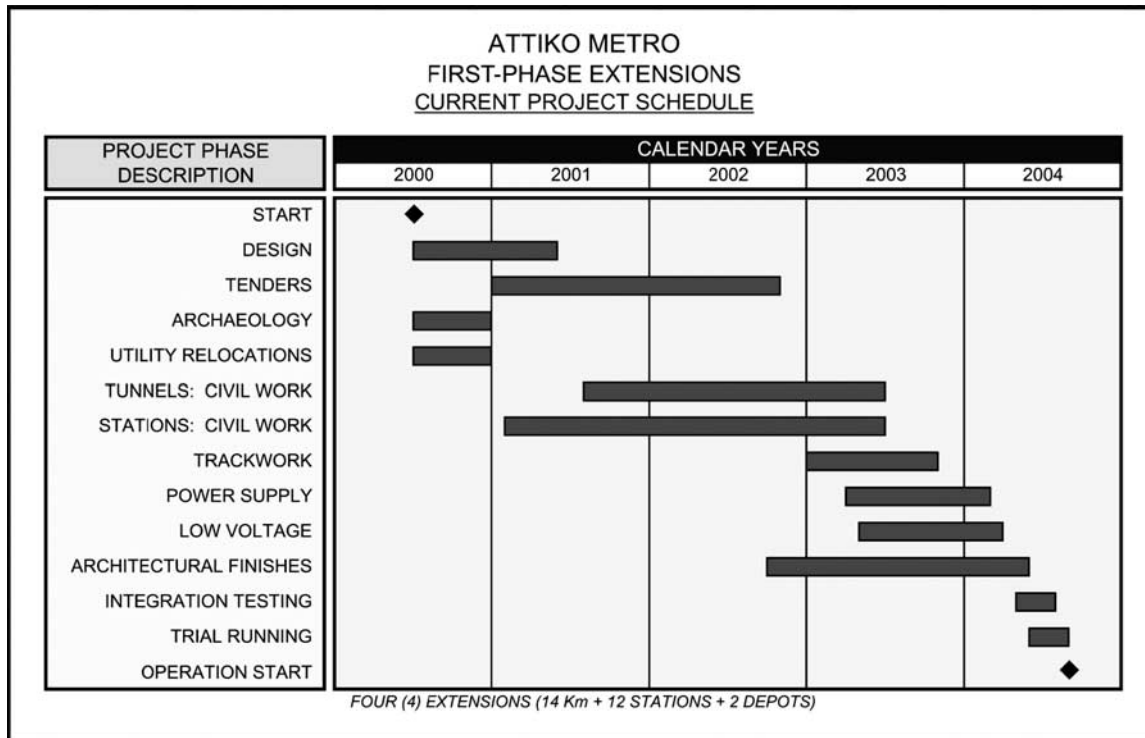 ATTIKO METRO
FIRST-PHASE EXTENSIONS
CURRENT PROJECT SCHEDULE
PROJECT PHASE
DESCRIPTION
CALENDAR YEARS
2000 2001 2002 2003 2004
START
DESIGN
TENDERS
ARCHAEOLOGY
UTILITY RELOCATIONS
TUNNELS: CIVIL WORK
STATIONS: CIVIL WORK
TRACKWORK
POWER SUPPLY
LOW VOLTAGE
ARCHITECTURAL FINISHES
INTEGRATION TESTING
TRIAL RUNNING
OPERATION START
FOUR (4) EXTENSIONS (14 Km + 12 STATIONS + 2 DEPOTS)